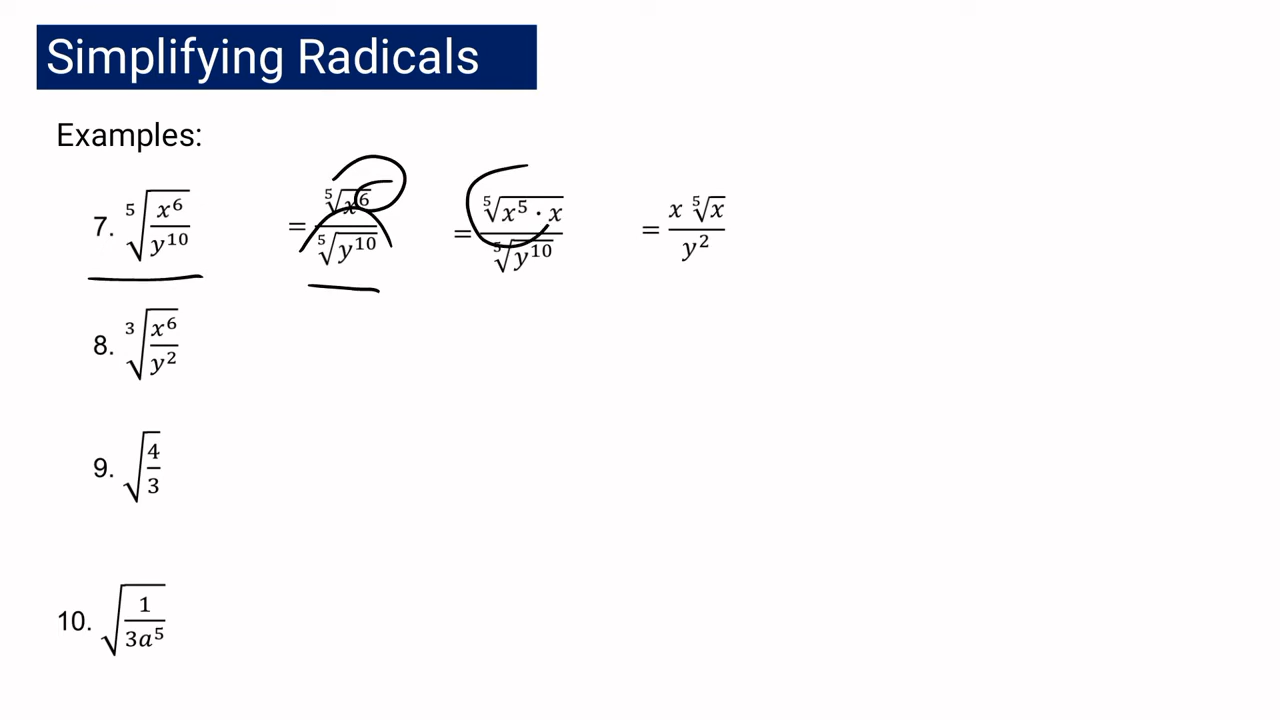 Simplifying Radicals
Examples:
7. ⁵√(x⁶/y¹⁰) = ⁵√x⁶/⁵√y¹⁰ = ⁵√(x⁵ · x)/⁵√y¹⁰ = x ⁵√x/y²
8. ³√(x⁶/y²)
9. √(4/3)
10. √(1/3a⁵)